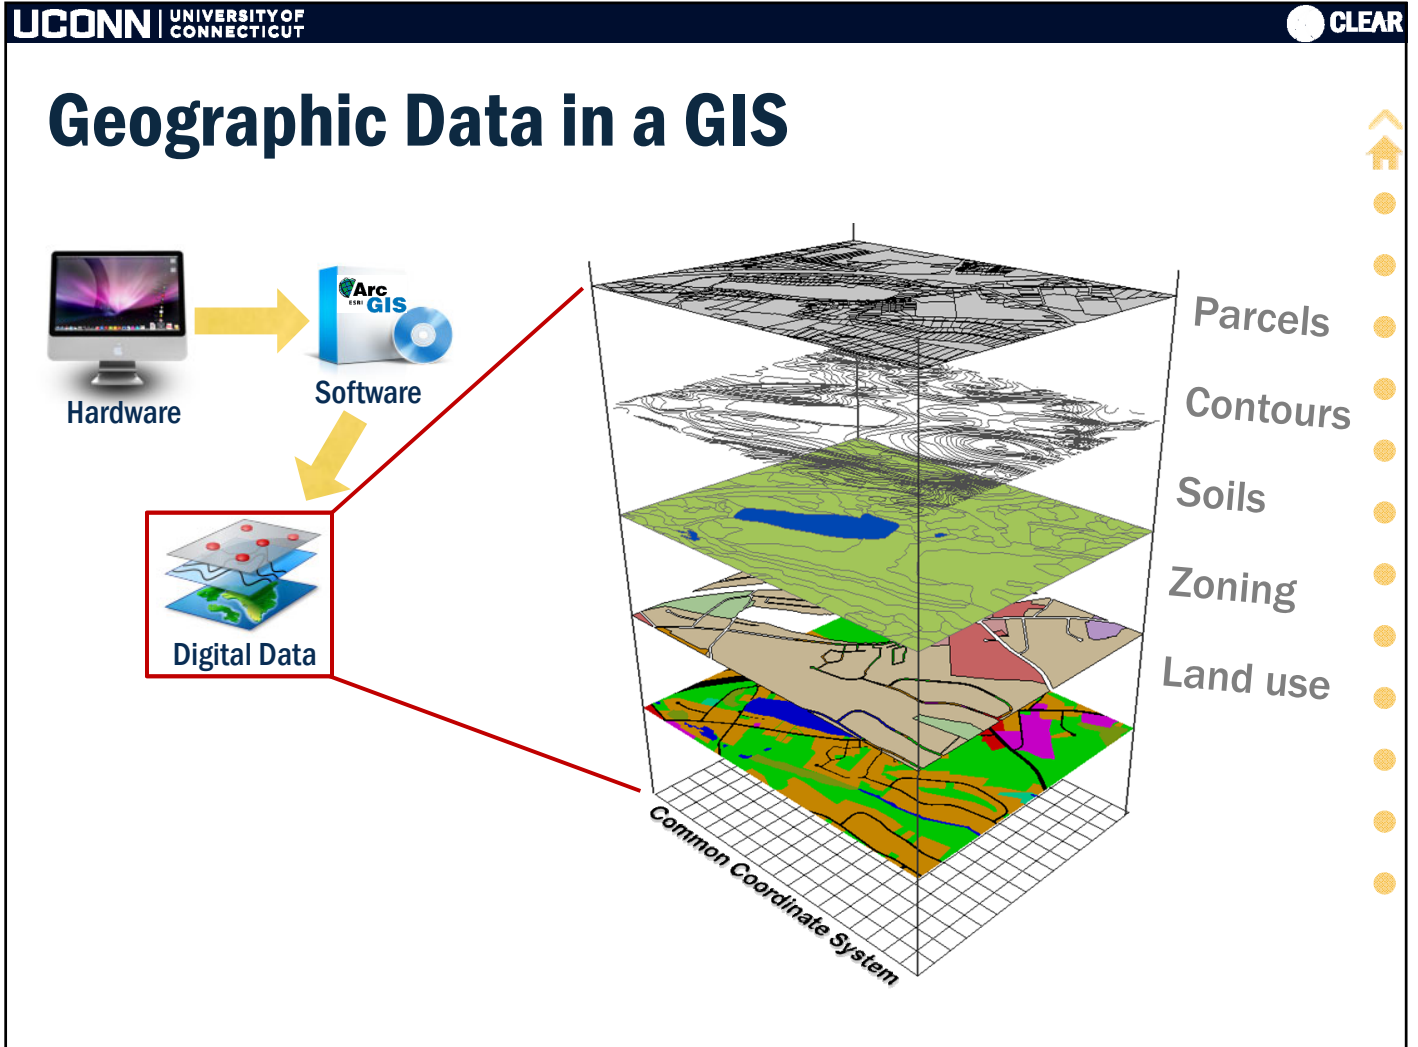 UCONN
UNIVERSITY OF
CONNECTICUT
CLEAR
Geographic Data in a GIS
Arc
ESRI GIS
Hardware
Software
Digital Data
Parcels
Contours
Soils
Zoning
Land use
Common Coordinate System